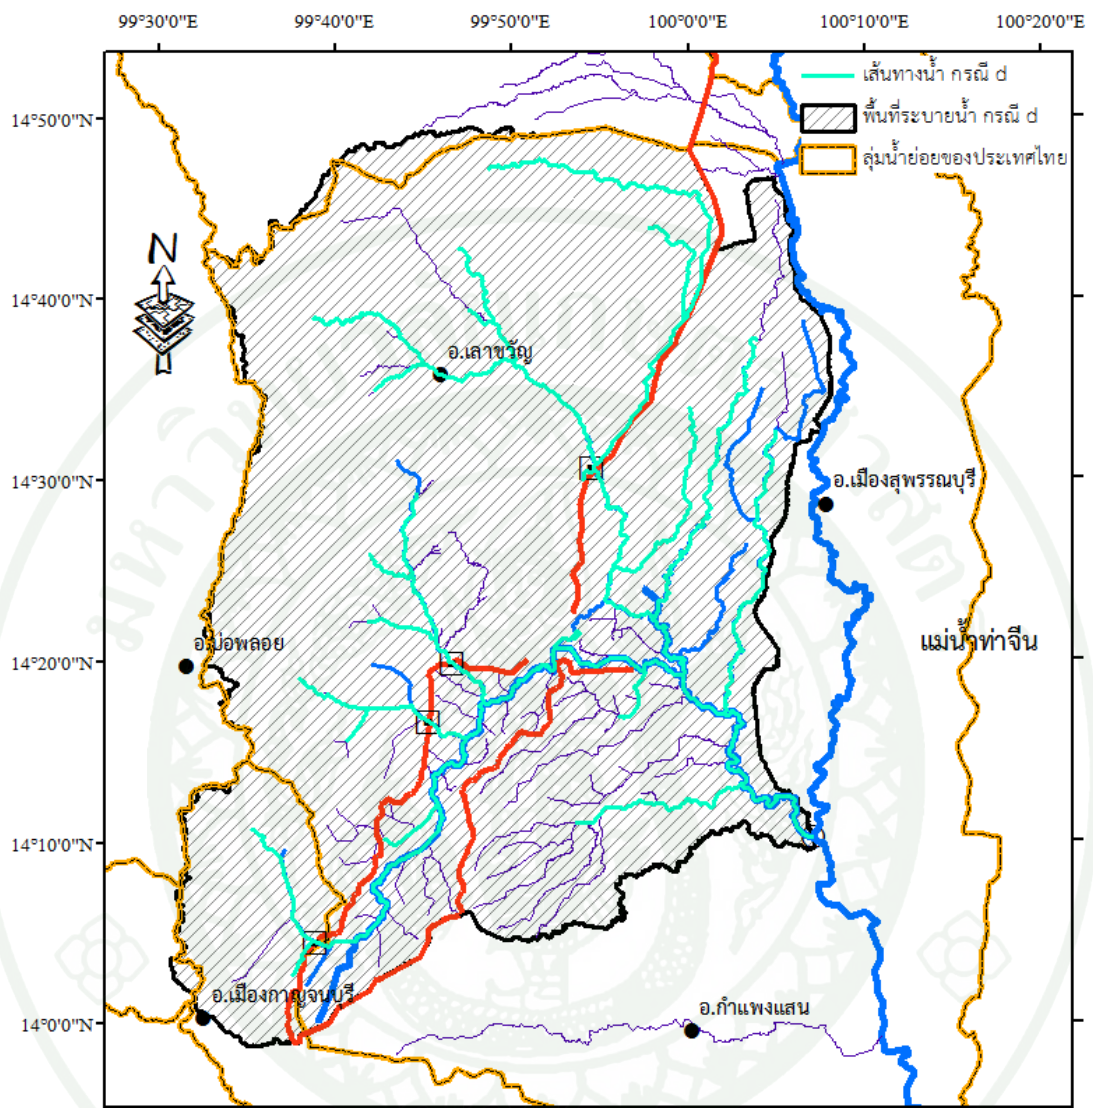 99°30'0"E 99°40'0"E 99°50'0"E 100°0'0"E 100°10'0"E 100°20'0"E
เส้นทางน้ำ กรณี d
14°50'0"N
พื้นที่ระบายน้ำ กรณี d
ลุ่มน้ำย่อยของประเทศไทย
N
14°40'0"N
อ.เลาขวัญ
14°30'0"N
อ.เมืองสุพรรณบุรี
อ.บ่อพลอย
แม่น้ำท่าจีน
14°20'0"N
14°10'0"N
อ.เมืองกาญจนบุรี
อ.กำแพงแสน
14°0'0"N